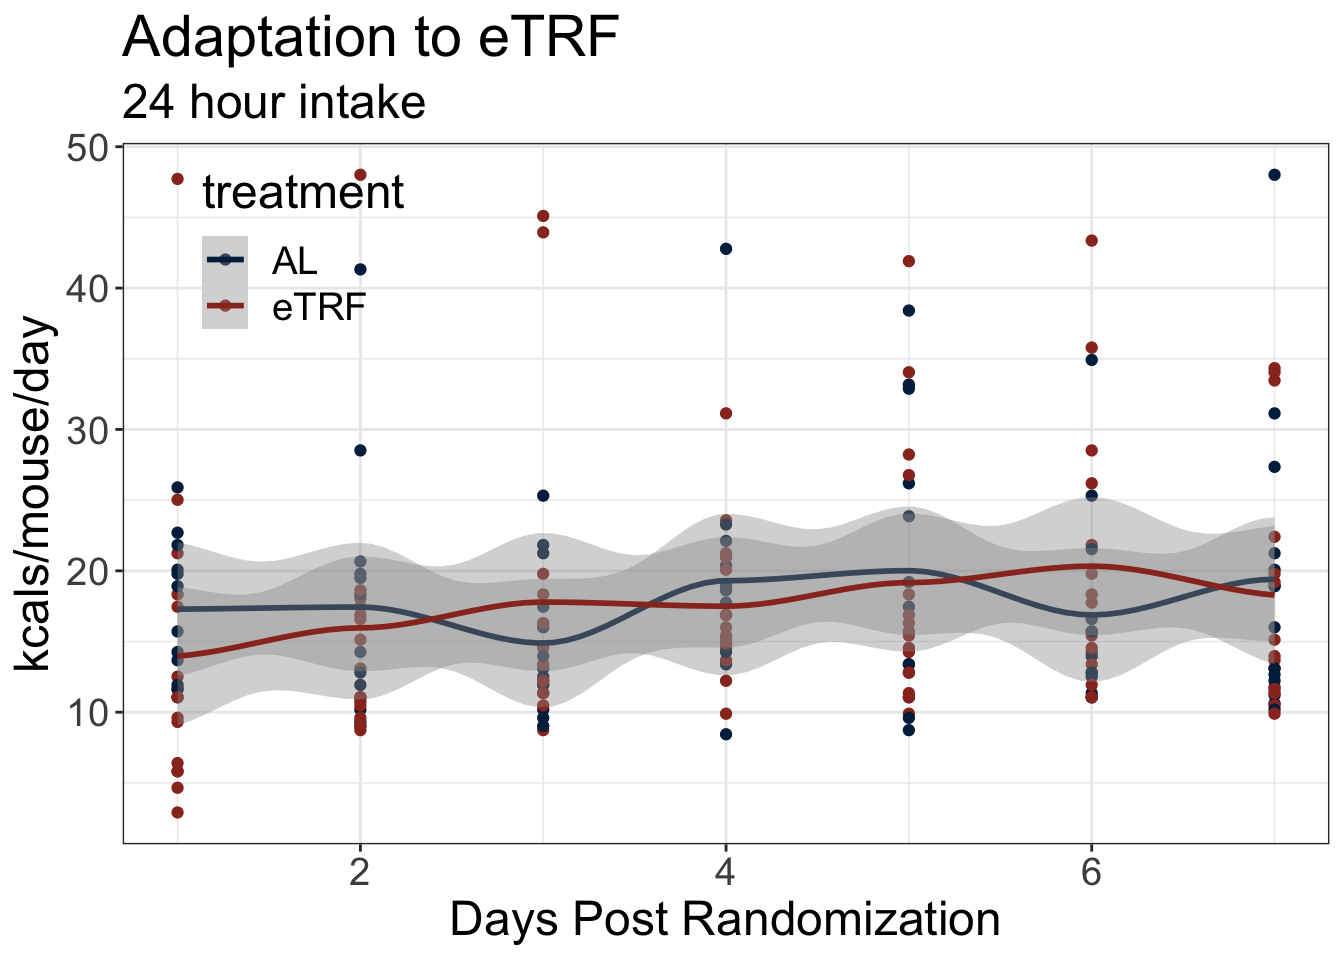 Adaptation to eTRF
24 hour intake
treatment
AL
eTRF
kcals/mouse/day
50
40
30
20
10
2
4
6
Days Post Randomization